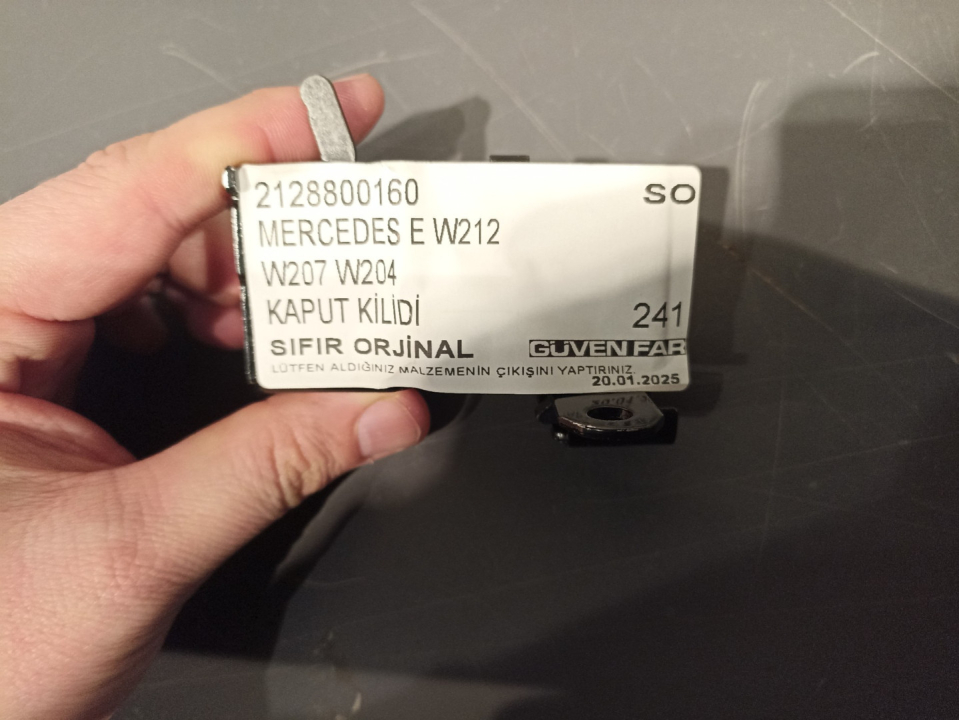 2128800160 SO
MERCEDES E W212
W207 W204
KAPUT KİLİDİ 241
SIFIR ORJİNAL GÜVEN FAR
LÜTFEN ALDIĞINIZ MALZEMENİN ÇIKIŞINI YAPTIRINIZ.
20.01.2025